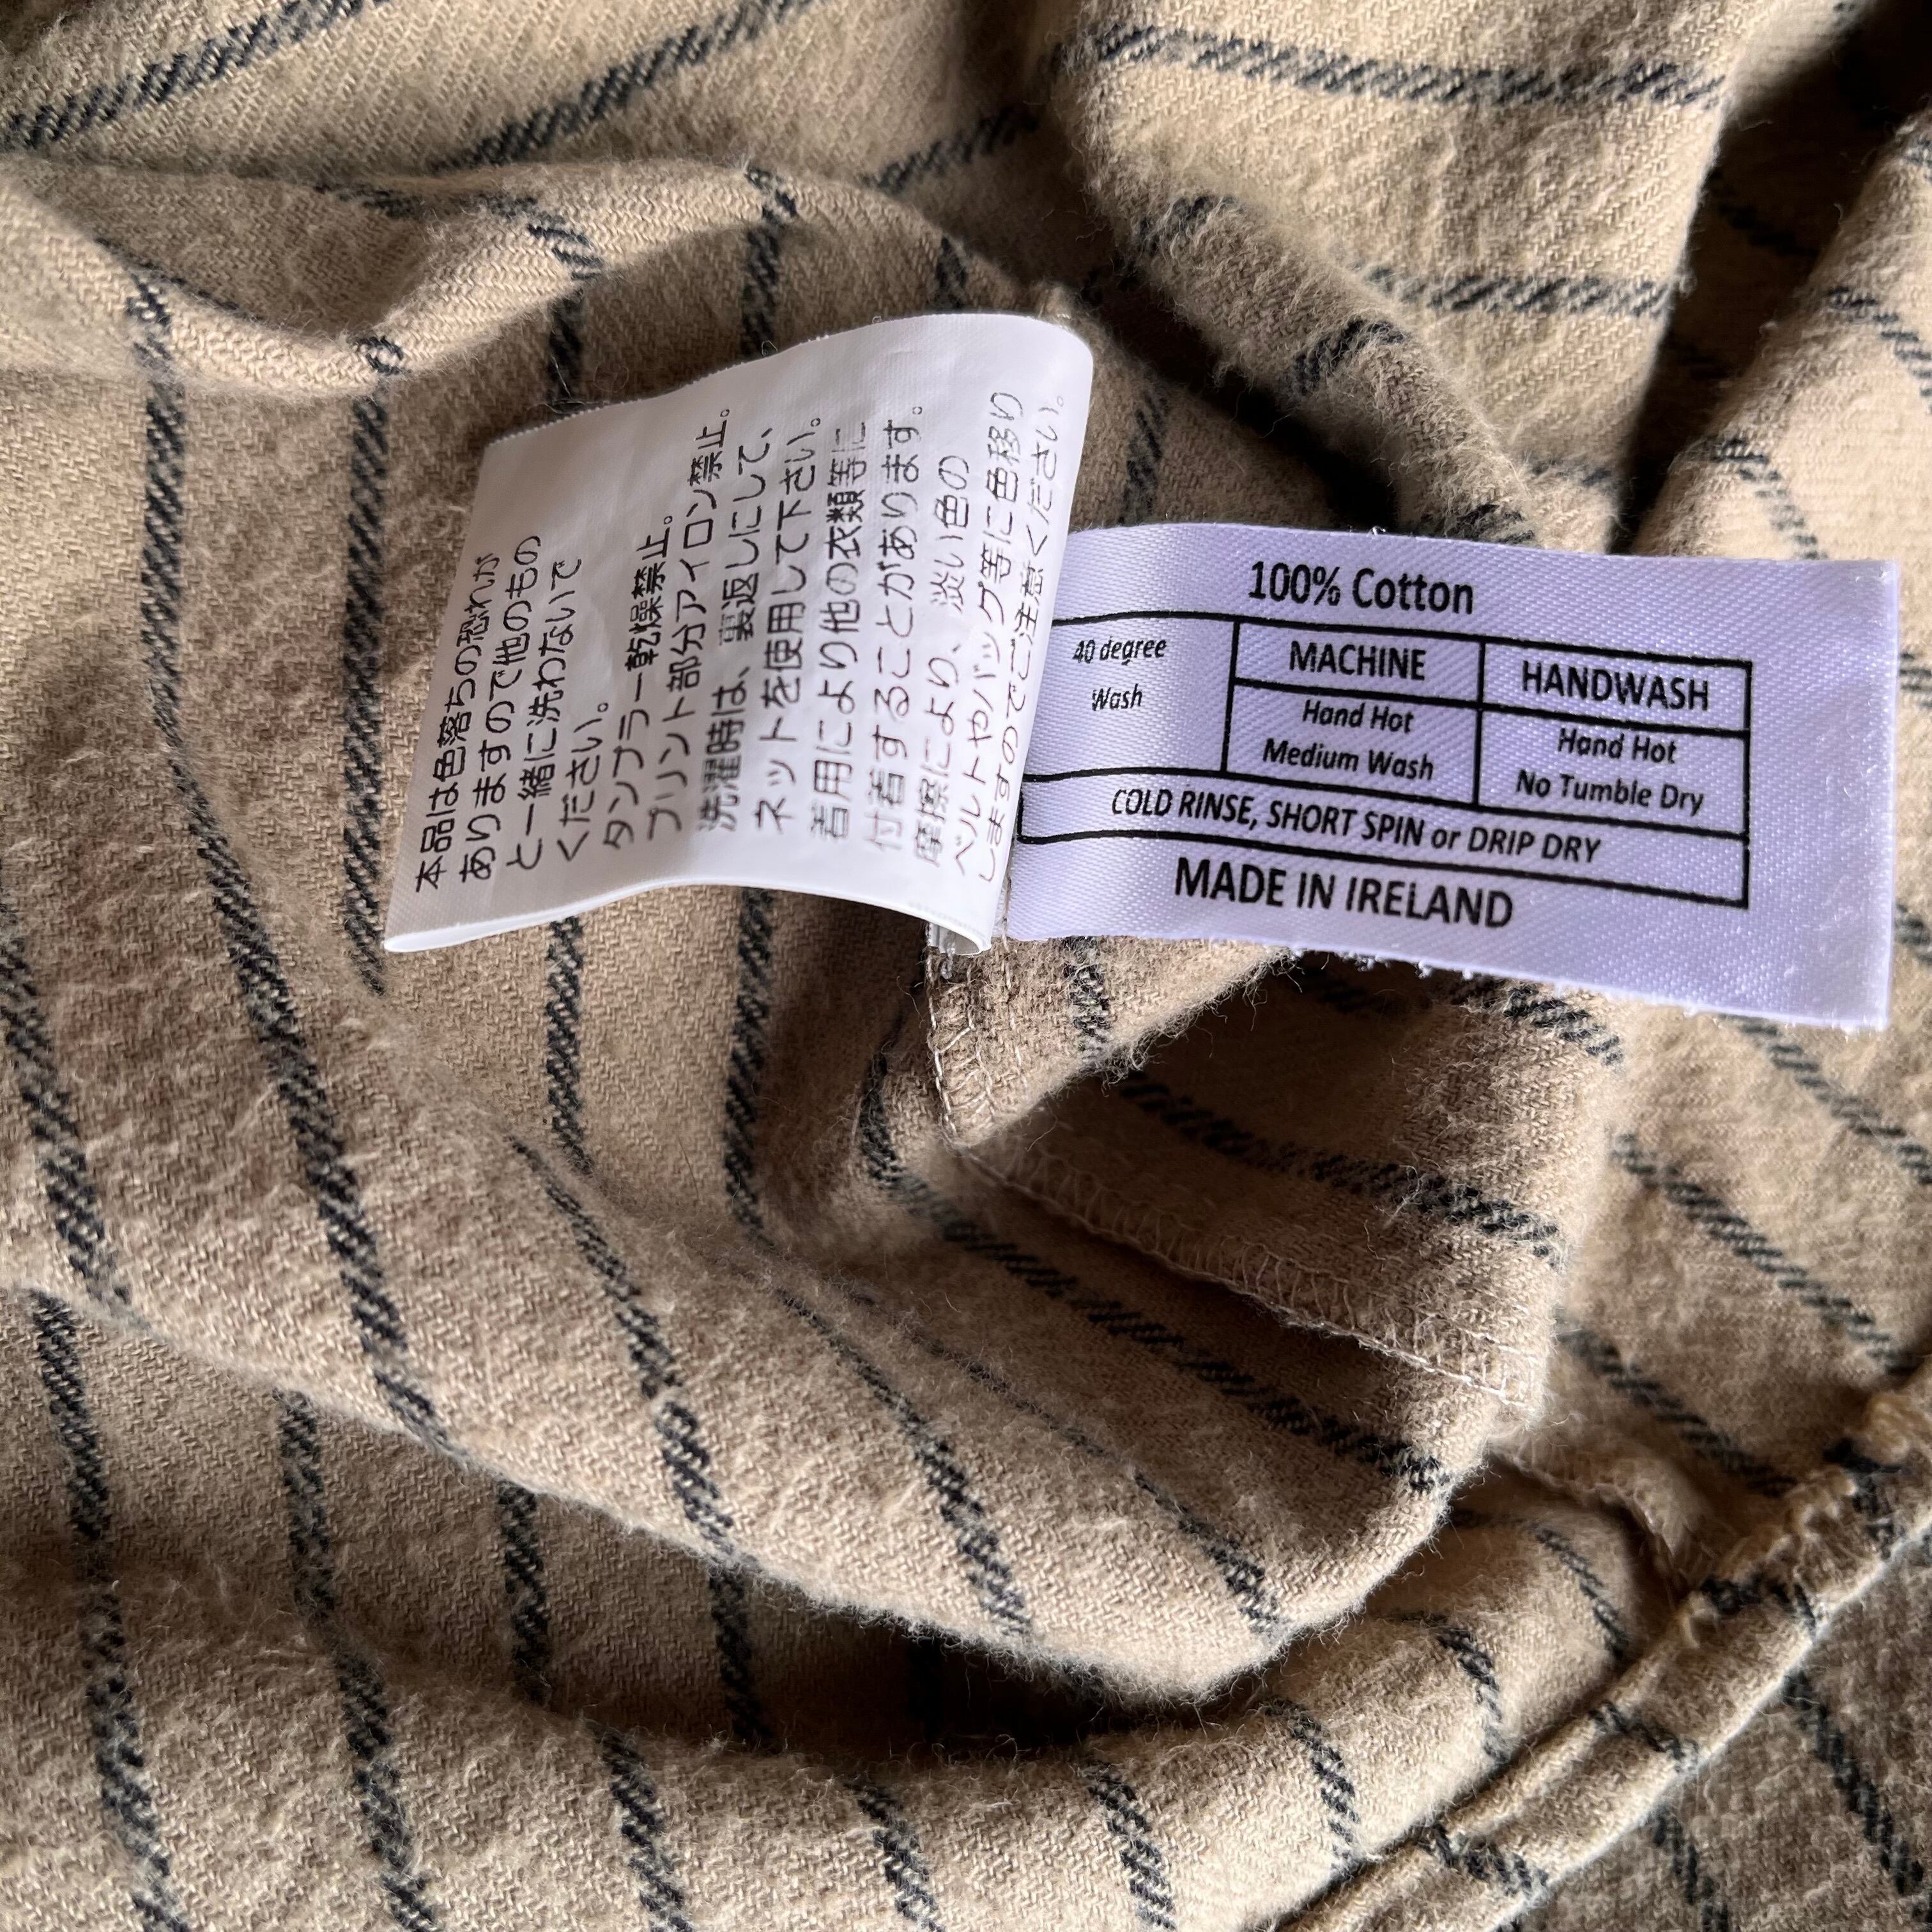 本品は色落ちの恐れが
ありますので他のもの
と一緒に洗わないで
ください。
タンブラー乾燥禁止。
プリント部分アイロン禁止。
洗濯時は、裏返しにして、
ネットを使用して下さい。
着用により他の衣類等に
付着することがあります。
摩擦により、淡い色の
ベルトやバッグ等に色移り
しますのでご注意ください。
100% Cotton
40 degree
Wash
MACHINE
Hand Hot
Medium Wash
HANDWASH
Hand Hot
No Tumble Dry
COLD RINSE, SHORT SPIN or DRIP DRY
MADE IN IRELAND